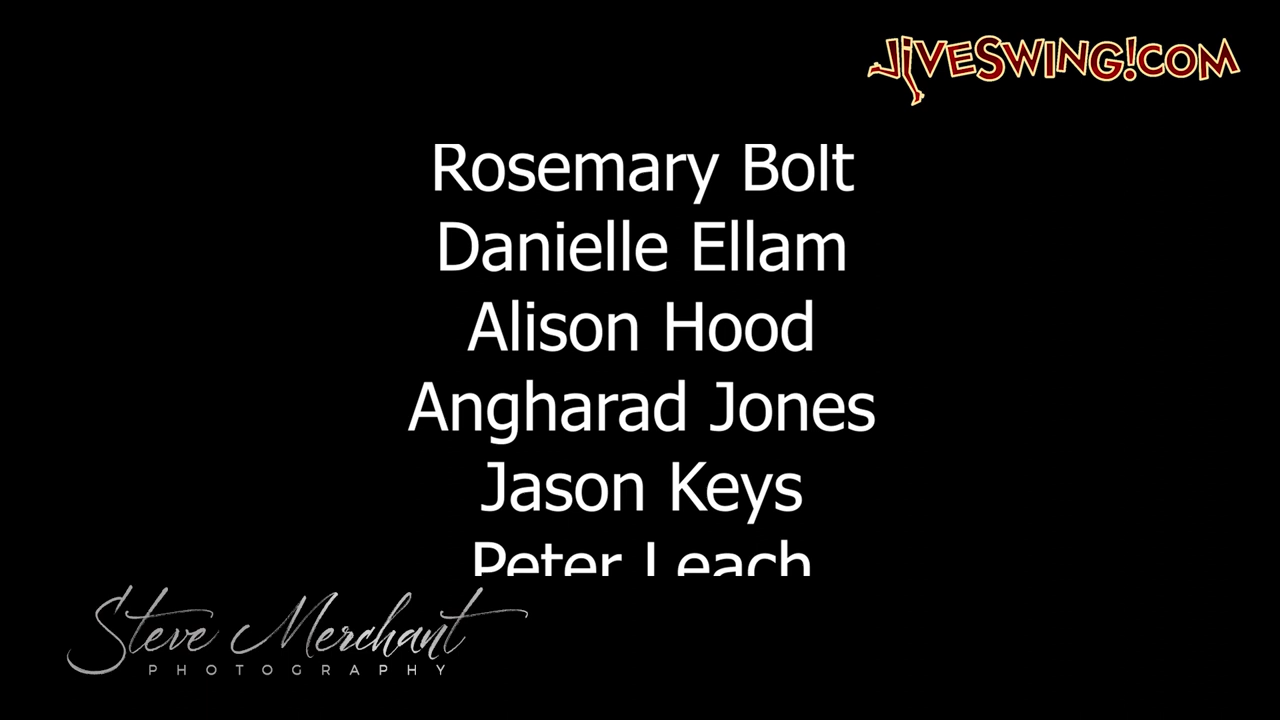 JiveSwing!com
Rosemary Bolt
Danielle Ellam
Alison Hood
Angharad Jones
Jason Keys
Peter Leach
Steve Merchant
PHOTOGRAPHY